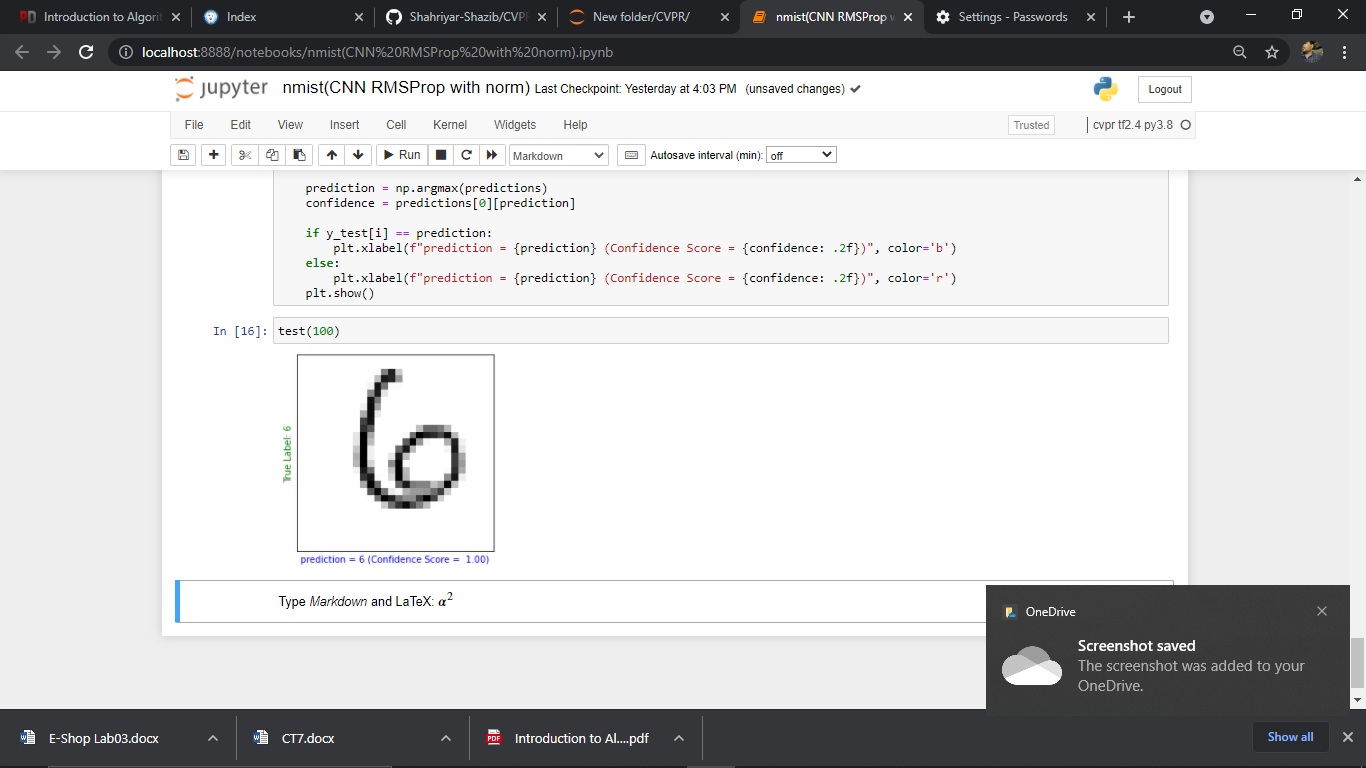 Introduction to Algorit
Index
Shahriyar-Shazib/CVPR
New folder/CVPR/
nmist(CNN RMSProp w
Settings - Passwords
localhost:8888/notebooks/nmist(CNN%20RMSProp%20with%20norm).ipynb
jupyter nmist(CNN RMSProp with norm) Last Checkpoint: Yesterday at 4:03 PM (unsaved changes)
Logout
File Edit View Insert Cell Kernel Widgets Help
Trusted
cvpr tf2.4 py3.8
Run
Markdown
Autosave interval (min): off
prediction = np.argmax(predictions)
confidence = predictions[0][prediction]
if y_test[i] == prediction:
plt.xlabel(f"prediction = {prediction} (Confidence Score = {confidence: .2f})", color='b')
else:
plt.xlabel(f"prediction = {prediction} (Confidence Score = {confidence: .2f})", color='r')
plt.show()
In [16]: test(100)
True Label: 6
6
prediction = 6 (Confidence Score = 1.00)
Type Markdown and LaTeX: α²
OneDrive
Screenshot saved
The screenshot was added to your
OneDrive.
E-Shop Lab03.docx
CT7.docx
PDF
Introduction to Al....pdf
Show all